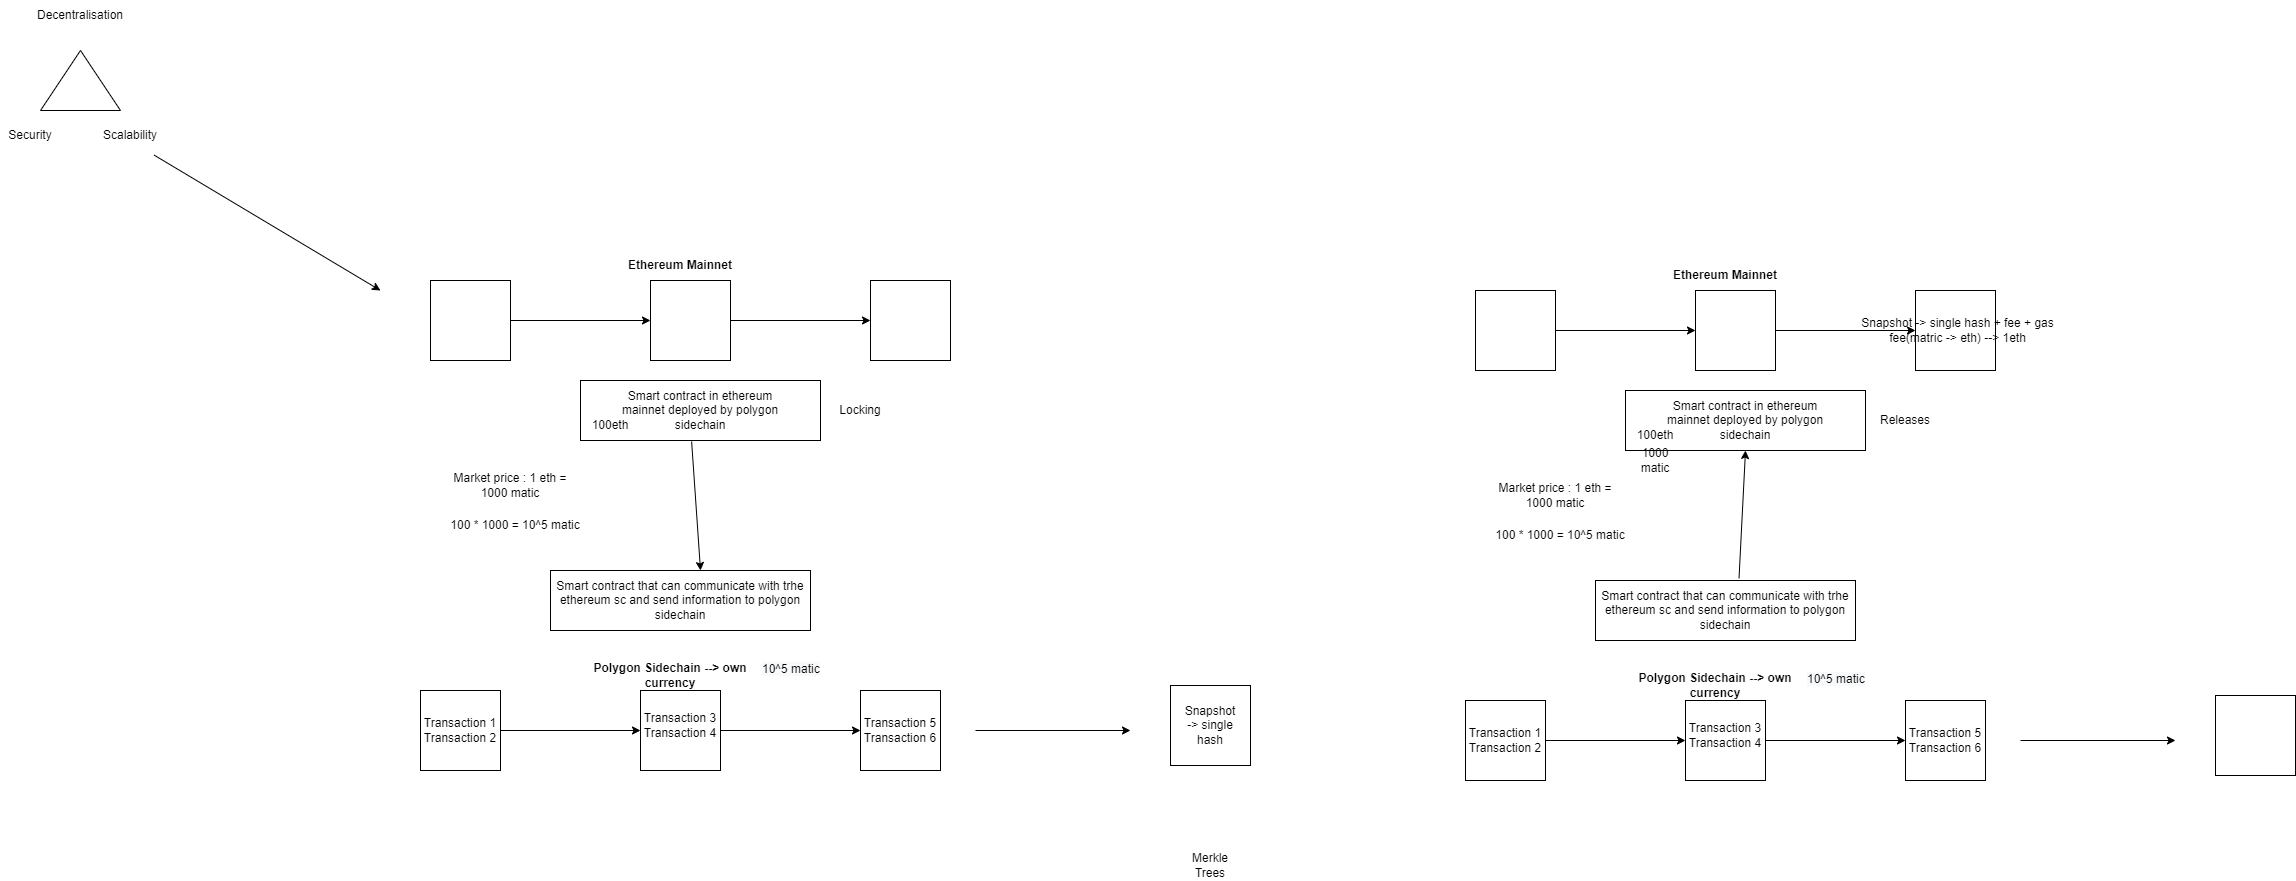 Decentralisation
Security
Scalability
Ethereum Mainnet
Smart contract in ethereum
mainnet deployed by polygon
sidechain
100eth
Locking
Market price : 1 eth =
1000 matic
100 * 1000 = 10^5 matic
Smart contract that can communicate with trhe
ethereum sc and send information to polygon
sidechain
Polygon Sidechain --> own
currency
10^5 matic
Transaction 1
Transaction 2
Transaction 3
Transaction 4
Transaction 5
Transaction 6
Snapshot
-> single
hash
Merkle
Trees
Ethereum Mainnet
Snapshot -> single hash + fee + gas
fee(matric -> eth) --> 1eth
Smart contract in ethereum
mainnet deployed by polygon
sidechain
100eth
1000
matic
Releases
Market price : 1 eth =
1000 matic
100 * 1000 = 10^5 matic
Smart contract that can communicate with trhe
ethereum sc and send information to polygon
sidechain
Polygon Sidechain --> own
currency
10^5 matic
Transaction 1
Transaction 2
Transaction 3
Transaction 4
Transaction 5
Transaction 6